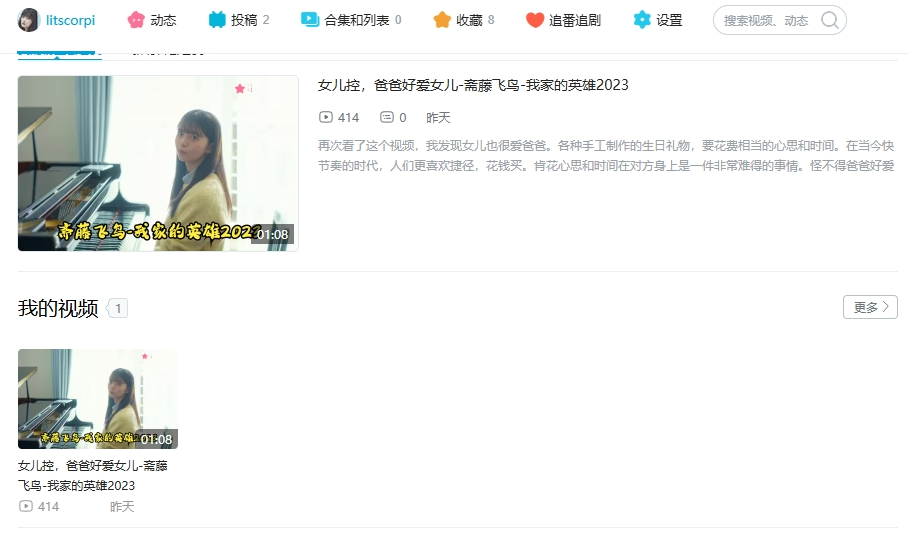 litscorpi
动态
投稿 2
合集和列表 0
收藏 8
追番追剧
设置
搜索视频、动态
01:08
斋藤飞鸟-我家的英雄2023
女儿控，爸爸好爱女儿-斋藤飞鸟-我家的英雄2023
414 0 昨天
再次看了这个视频，我发现女儿也很爱爸爸。各种手工制作的生日礼物，要花费相当的心思和时间。在当今快
节奏的时代，人们更喜欢捷径，花钱买。肯花心思和时间在对方身上是一件非常难得的事情。怪不得爸爸好爱
我的视频 1
更多
斋藤飞鸟-我家的英雄2023
01:08
女儿控，爸爸好爱女儿-斋藤
飞鸟-我家的英雄2023
414 昨天